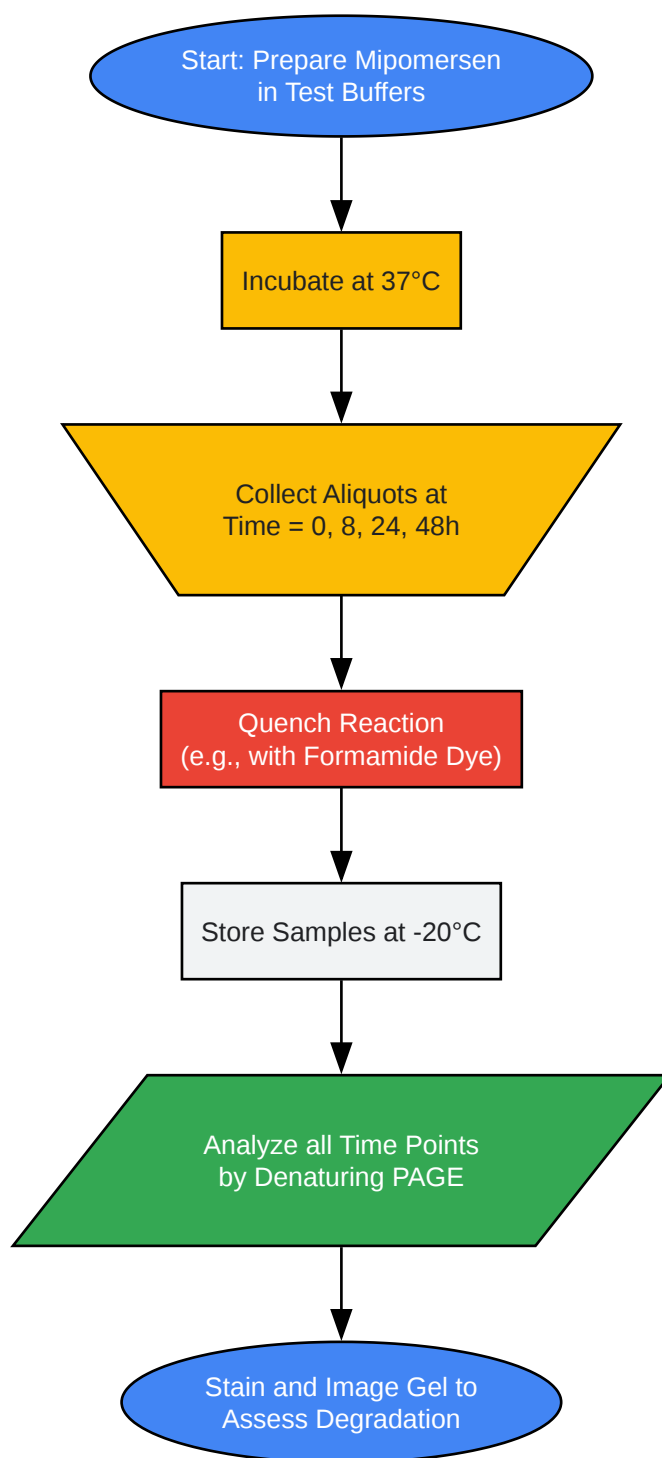 Start: Prepare Mipomersen
in Test Buffers
Incubate at 37°C
Collect Aliquots at
Time = 0, 8, 24, 48h
Quench Reaction
(e.g., with Formamide Dye)
Store Samples at -20°C
Analyze all Time Points
by Denaturing PAGE
Stain and Image Gel to
Assess Degradation